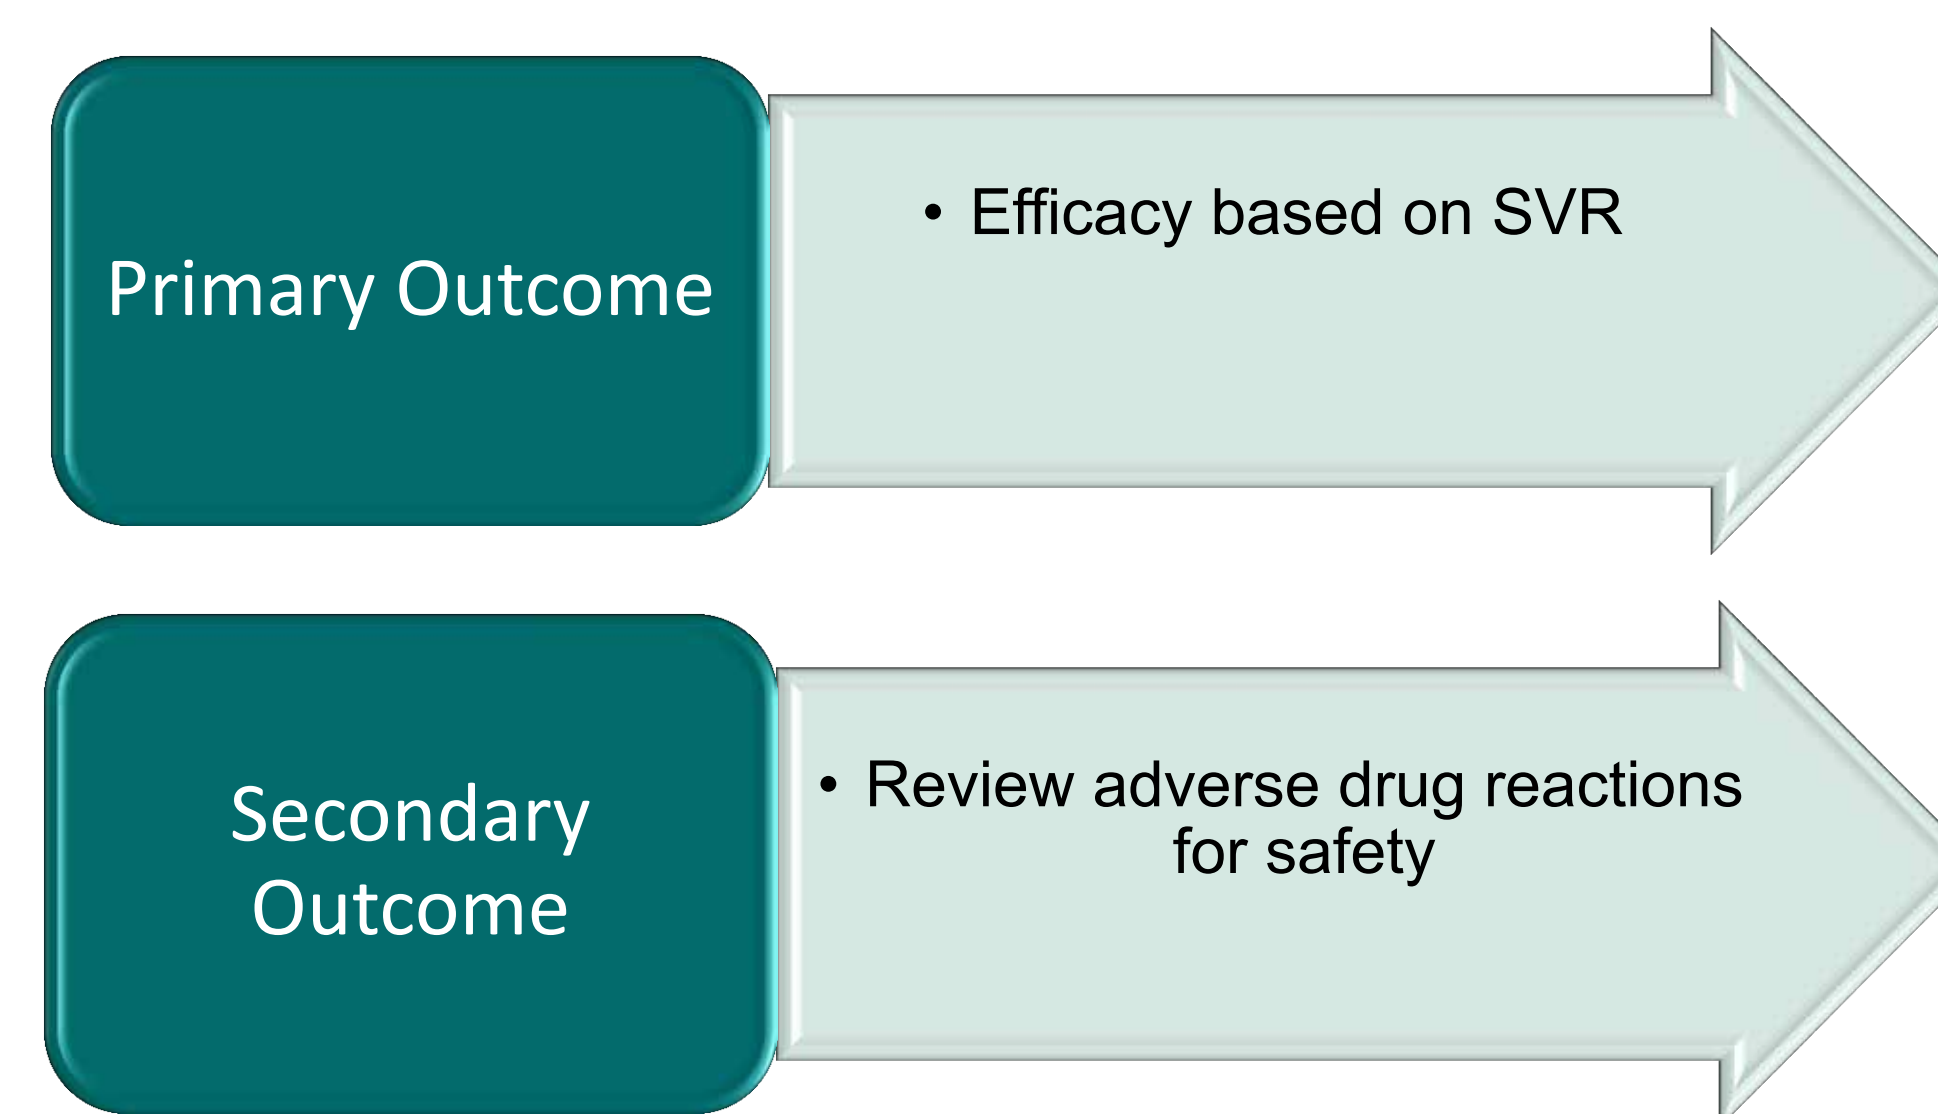 Primary Outcome
• Efficacy based on SVR
Secondary
Outcome
• Review adverse drug reactions
for safety